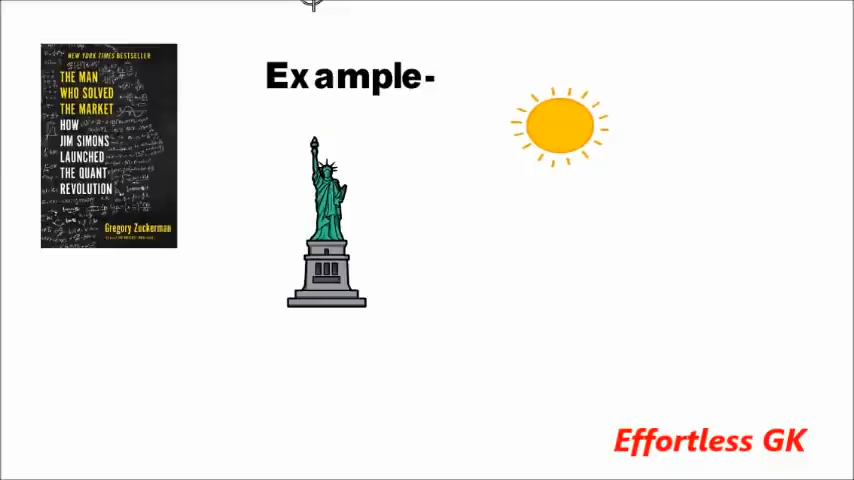 NEW YORK TIMES BESTSELLER
THE MAN
WHO SOLVED
THE MARKET
HOW
JIM SIMONS
LAUNCHED
THE QUANT
REVOLUTION
Gregory Zuckerman
Example-
Effortless GK